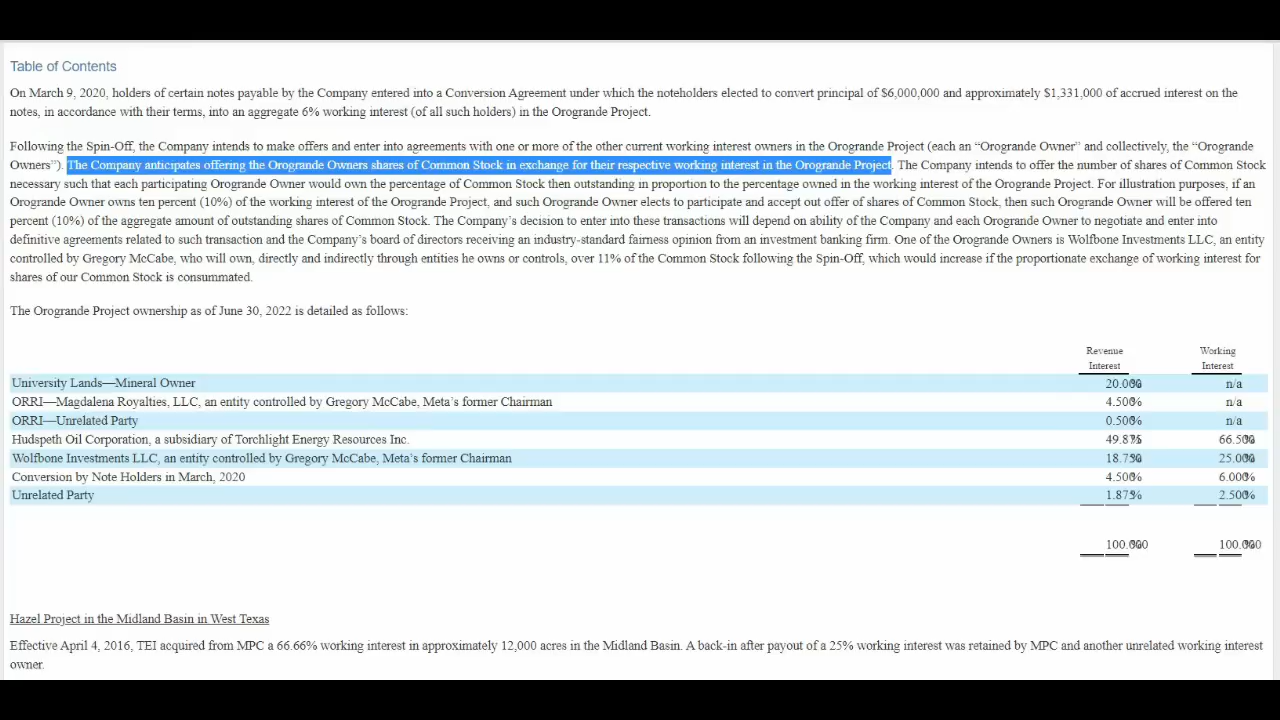 Table of Contents
On March 9, 2020, holders of certain notes payable by the Company entered into a Conversion Agreement under which the noteholders elected to convert principal of $6,000,000 and approximately $1,331,000 of accrued interest on the
notes, in accordance with their terms, into an aggregate 6% working interest (of all such holders) in the Orogrande Project.
Following the Spin-Off, the Company intends to make offers and enter into agreements with one or more of the other current working interest owners in the Orogrande Project (each an “Orogrande Owner” and collectively, the “Orogrande
Owners”). The Company anticipates offering the Orogrande Owners shares of Common Stock in exchange for their respective working interest in the Orogrande Project. The Company intends to offer the number of shares of Common Stock
necessary such that each participating Orogrande Owner would own the percentage of Common Stock then outstanding in proportion to the percentage owned in the working interest of the Orogrande Project. For illustration purposes, if an
Orogrande Owner owns ten percent (10%) of the working interest of the Orogrande Project, and such Orogrande Owner elects to participate and accept out offer of shares of Common Stock, then such Orogrande Owner will be offered ten
percent (10%) of the aggregate amount of outstanding shares of Common Stock. The Company’s decision to enter into these transactions will depend on ability of the Company and each Orogrande Owner to negotiate and enter into
definitive agreements related to such transaction and the Company’s board of directors receiving an industry-standard fairness opinion from an investment banking firm. One of the Orogrande Owners is Wolfbone Investments LLC, an entity
controlled by Gregory McCabe, who will own, directly and indirectly through entities he owns or controls, over 11% of the Common Stock following the Spin-Off, which would increase if the proportionate exchange of working interest for
shares of our Common Stock is consummated.
The Orogrande Project ownership as of June 30, 2022 is detailed as follows:
Revenue Working
Interest Interest
University Lands—Mineral Owner 20.000% n/a
ORRI—Magdalena Royalties, LLC, an entity controlled by Gregory McCabe, Meta’s former Chairman 4.500% n/a
ORRI—Unrelated Party 0.500% n/a
Hudspeth Oil Corporation, a subsidiary of Torchlight Energy Resources Inc. 49.875% 66.500%
Wolfbone Investments LLC, an entity controlled by Gregory McCabe, Meta’s former Chairman 18.750% 25.000%
Conversion by Note Holders in March, 2020 4.500% 6.000%
Unrelated Party 1.875% 2.500%
100.000% 100.000%
Hazel Project in the Midland Basin in West Texas
Effective April 4, 2016, TEI acquired from MPC a 66.66% working interest in approximately 12,000 acres in the Midland Basin. A back-in after payout of a 25% working interest was retained by MPC and another unrelated working interest
owner.